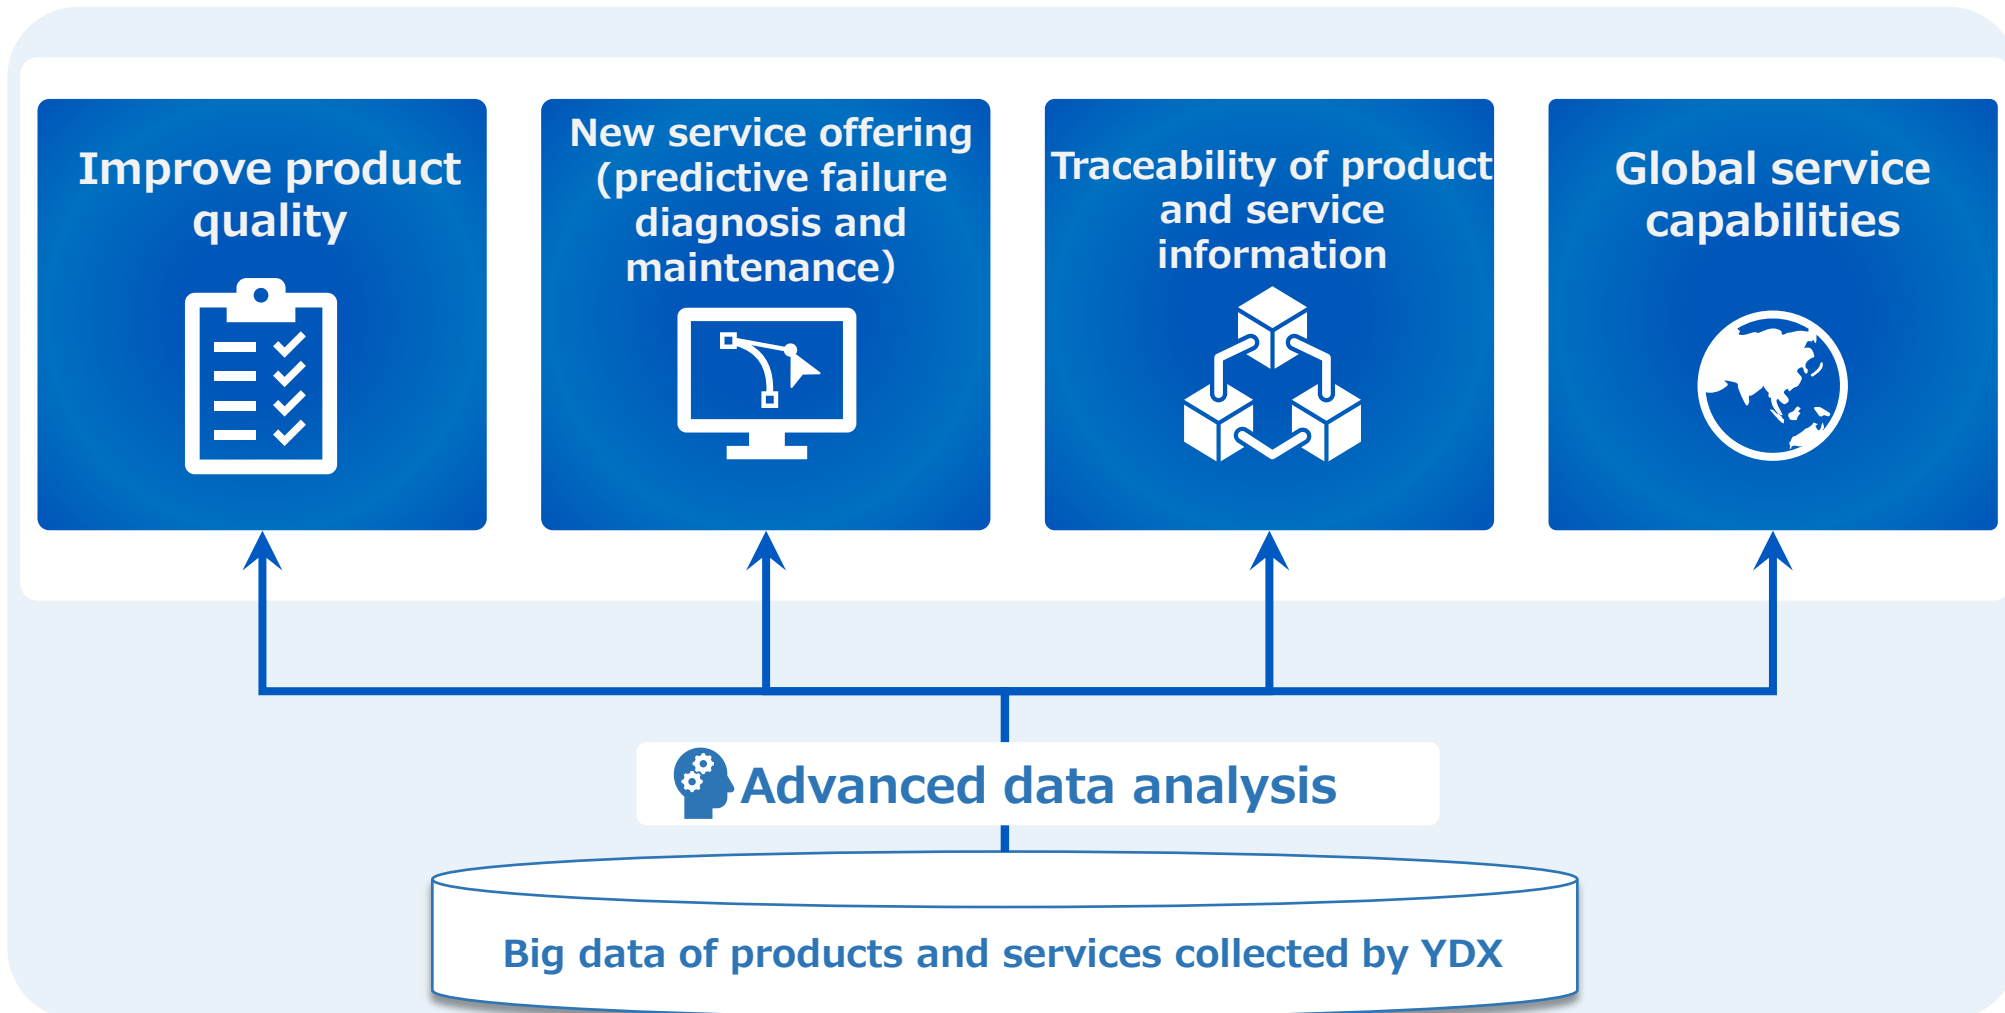 Improve product
quality
New service offering
(predictive failure
diagnosis and
maintenance）
Traceability of product
and service
information
Global service
capabilities
Advanced data analysis
Big data of products and services collected by YDX